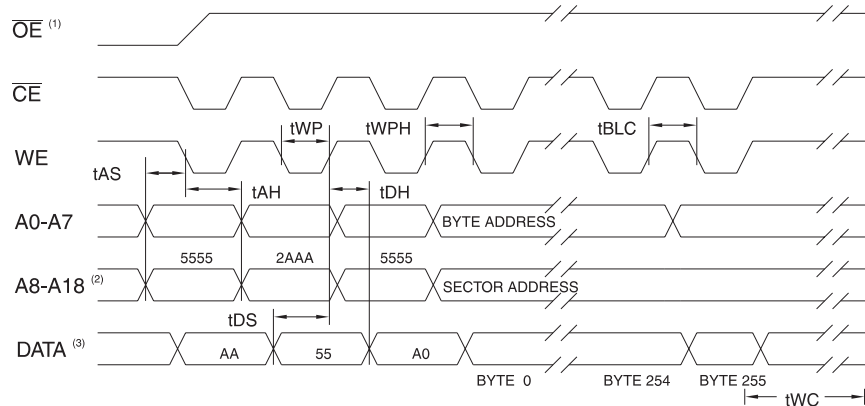 OE (1)
CE
tWP tWPH tBLC
WE
tAS
tAH tDH
A0-A7 BYTE ADDRESS
5555 2AAA 5555
A8-A18 (2) SECTOR ADDRESS
tDS
DATA (3) AA 55 A0
BYTE 0 BYTE 254 BYTE 255
tWC